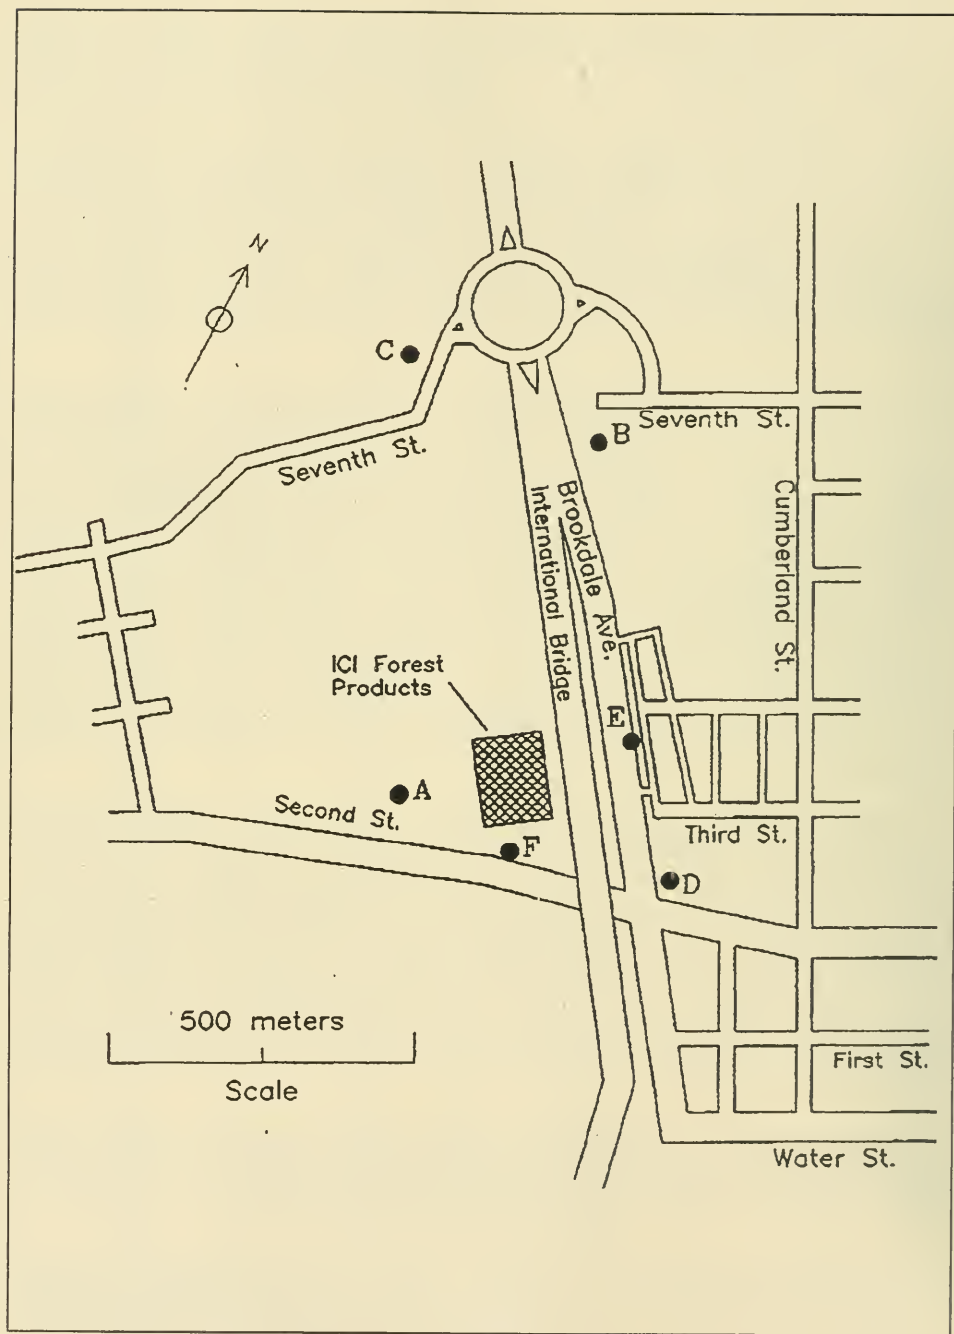 N
C
Seventh St.
B
Seventh St.
Cumberland St.
Brookdale Ave.
International Bridge
ICI Forest
Products
E
A
Second St.
Third St.
F
D
500 meters
First St.
Scale
Water St.